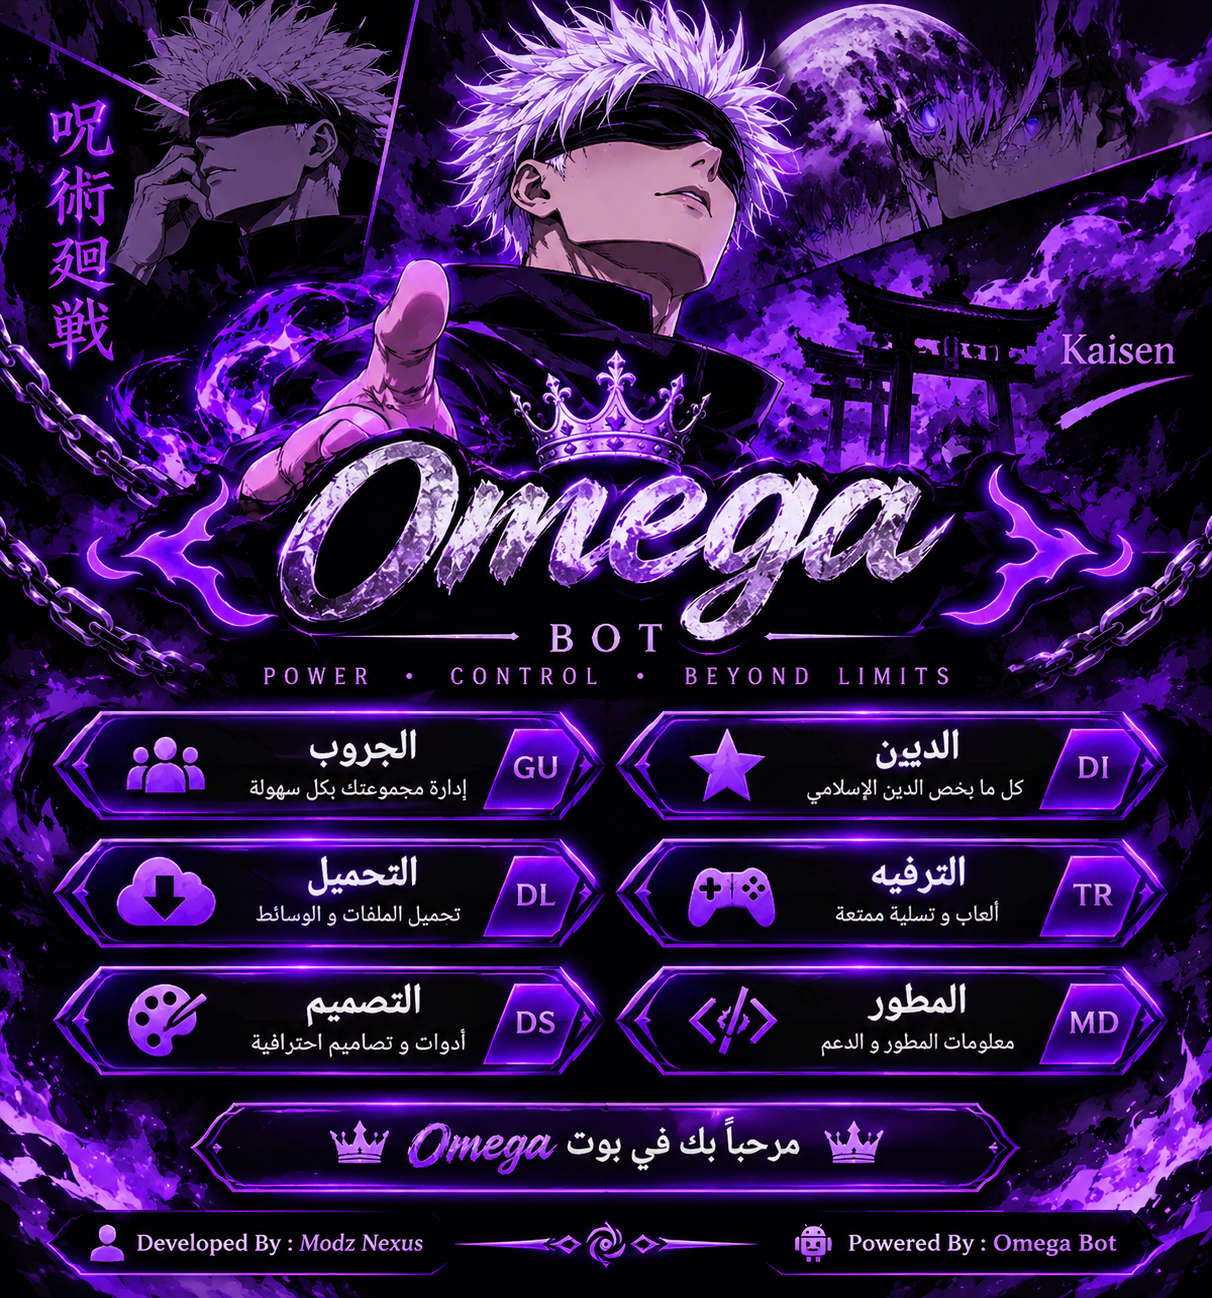 呪術廻戦
Kaisen
Omega
BOT
POWER • CONTROL • BEYOND LIMITS
الجروب
إدارة مجموعتك بكل سهولة
GU
الديين
كل ما يخص الدين الإسلامي
DI
التحميل
تحميل الملفات و الوسائط
DL
الترفيه
ألعاب و تسلية ممتعة
TR
التصميم
أدوات و تصاميم احترافية
DS
المطور
معلومات المطور و الدعم
MD
مرحباً بك في بوت Omega
Developed By : Modz Nexus
Powered By : Omega Bot